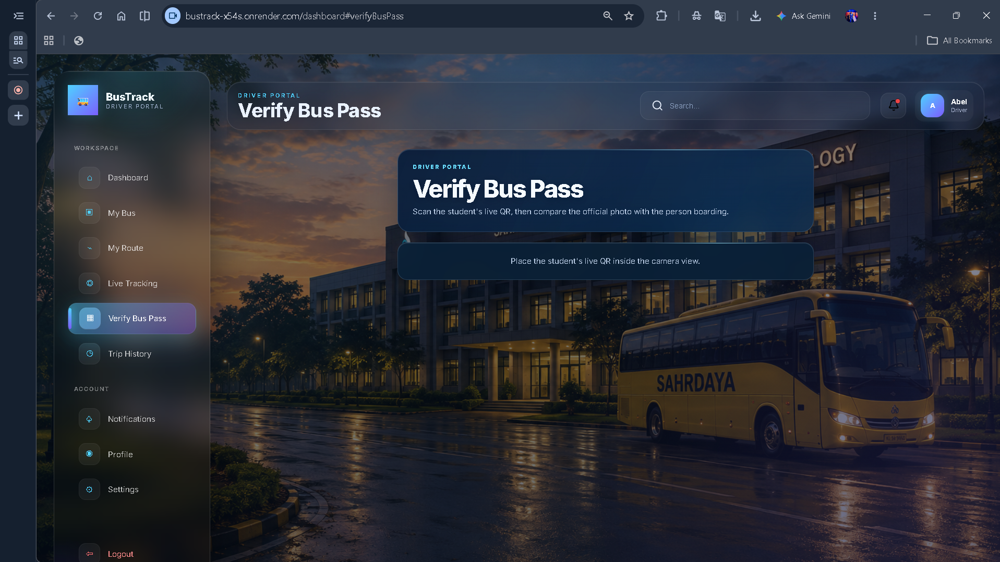 bustrack-x54s.onrender.com/dashboard#verifyBusPass
Ask Gemini
All Bookmarks
BusTrack
DRIVER PORTAL
WORKSPACE
Dashboard
My Bus
My Route
Live Tracking
Verify Bus Pass
Trip History
ACCOUNT
Notifications
Profile
Settings
Logout
DRIVER PORTAL
Verify Bus Pass
Search...
A
Abel
Driver
DRIVER PORTAL
Verify Bus Pass
Scan the student's live QR, then compare the official photo with the person boarding.
Place the student's live QR inside the camera view.
LOGY
SAHRDAYA